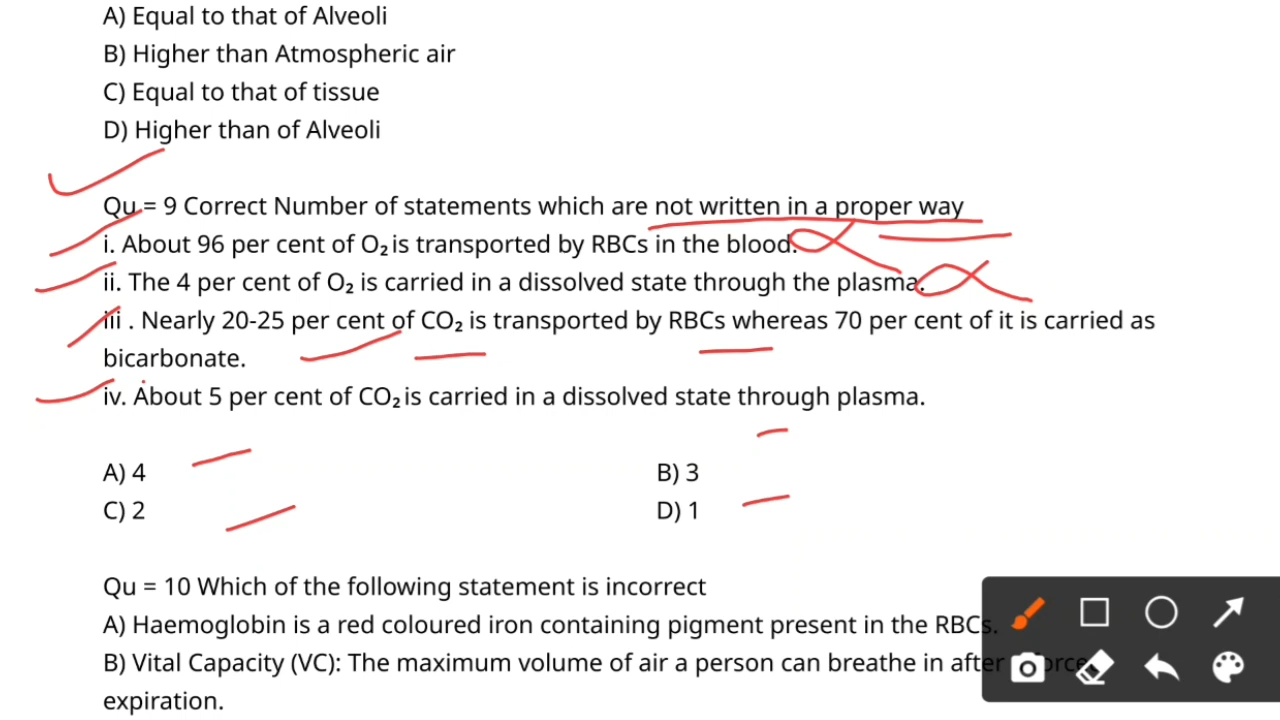 A) Equal to that of Alveoli
B) Higher than Atmospheric air
C) Equal to that of tissue
D) Higher than of Alveoli
Qu = 9 Correct Number of statements which are not written in a proper way
i. About 96 per cent of O₂ is transported by RBCs in the blood.
ii. The 4 per cent of O₂ is carried in a dissolved state through the plasma.
iii . Nearly 20-25 per cent of CO₂ is transported by RBCs whereas 70 per cent of it is carried as
bicarbonate.
iv. About 5 per cent of CO₂ is carried in a dissolved state through plasma.
A) 4 B) 3
C) 2 D) 1
Qu = 10 Which of the following statement is incorrect
A) Haemoglobin is a red coloured iron containing pigment present in the RBCs.
B) Vital Capacity (VC): The maximum volume of air a person can breathe in after
expiration.